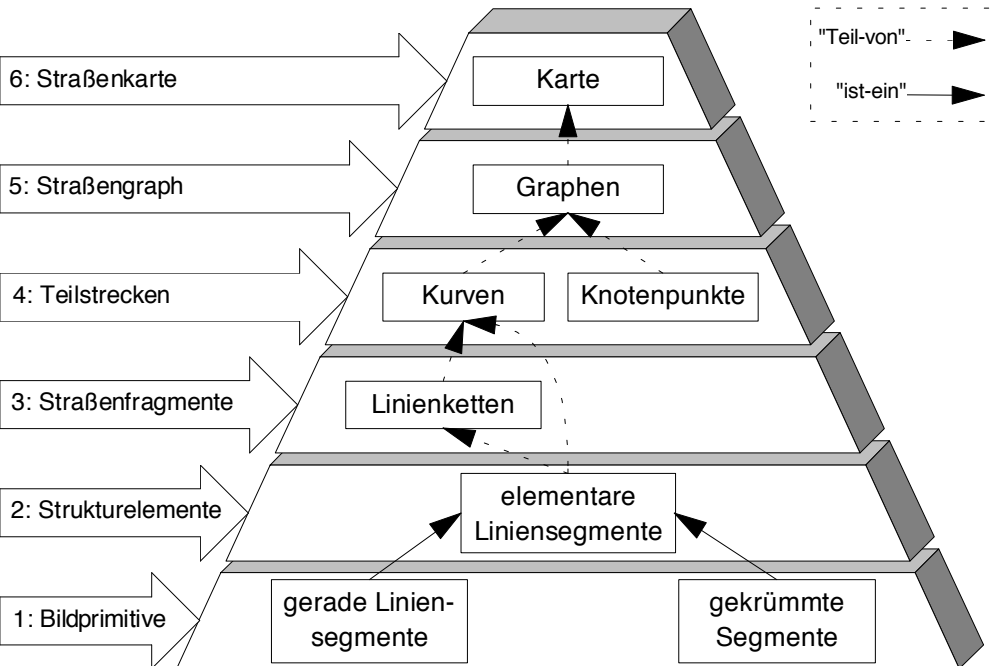 "Teil-von"
"ist-ein"
6: Straßenkarte
Karte
5: Straßengraph
Graphen
4: Teilstrecken
Kurven
Knotenpunkte
3: Straßenfragmente
Linienketten
2: Strukturelemente
elementare
Liniensegmente
1: Bildprimitive
gerade Linien-
segmente
gekrümmte
Segmente